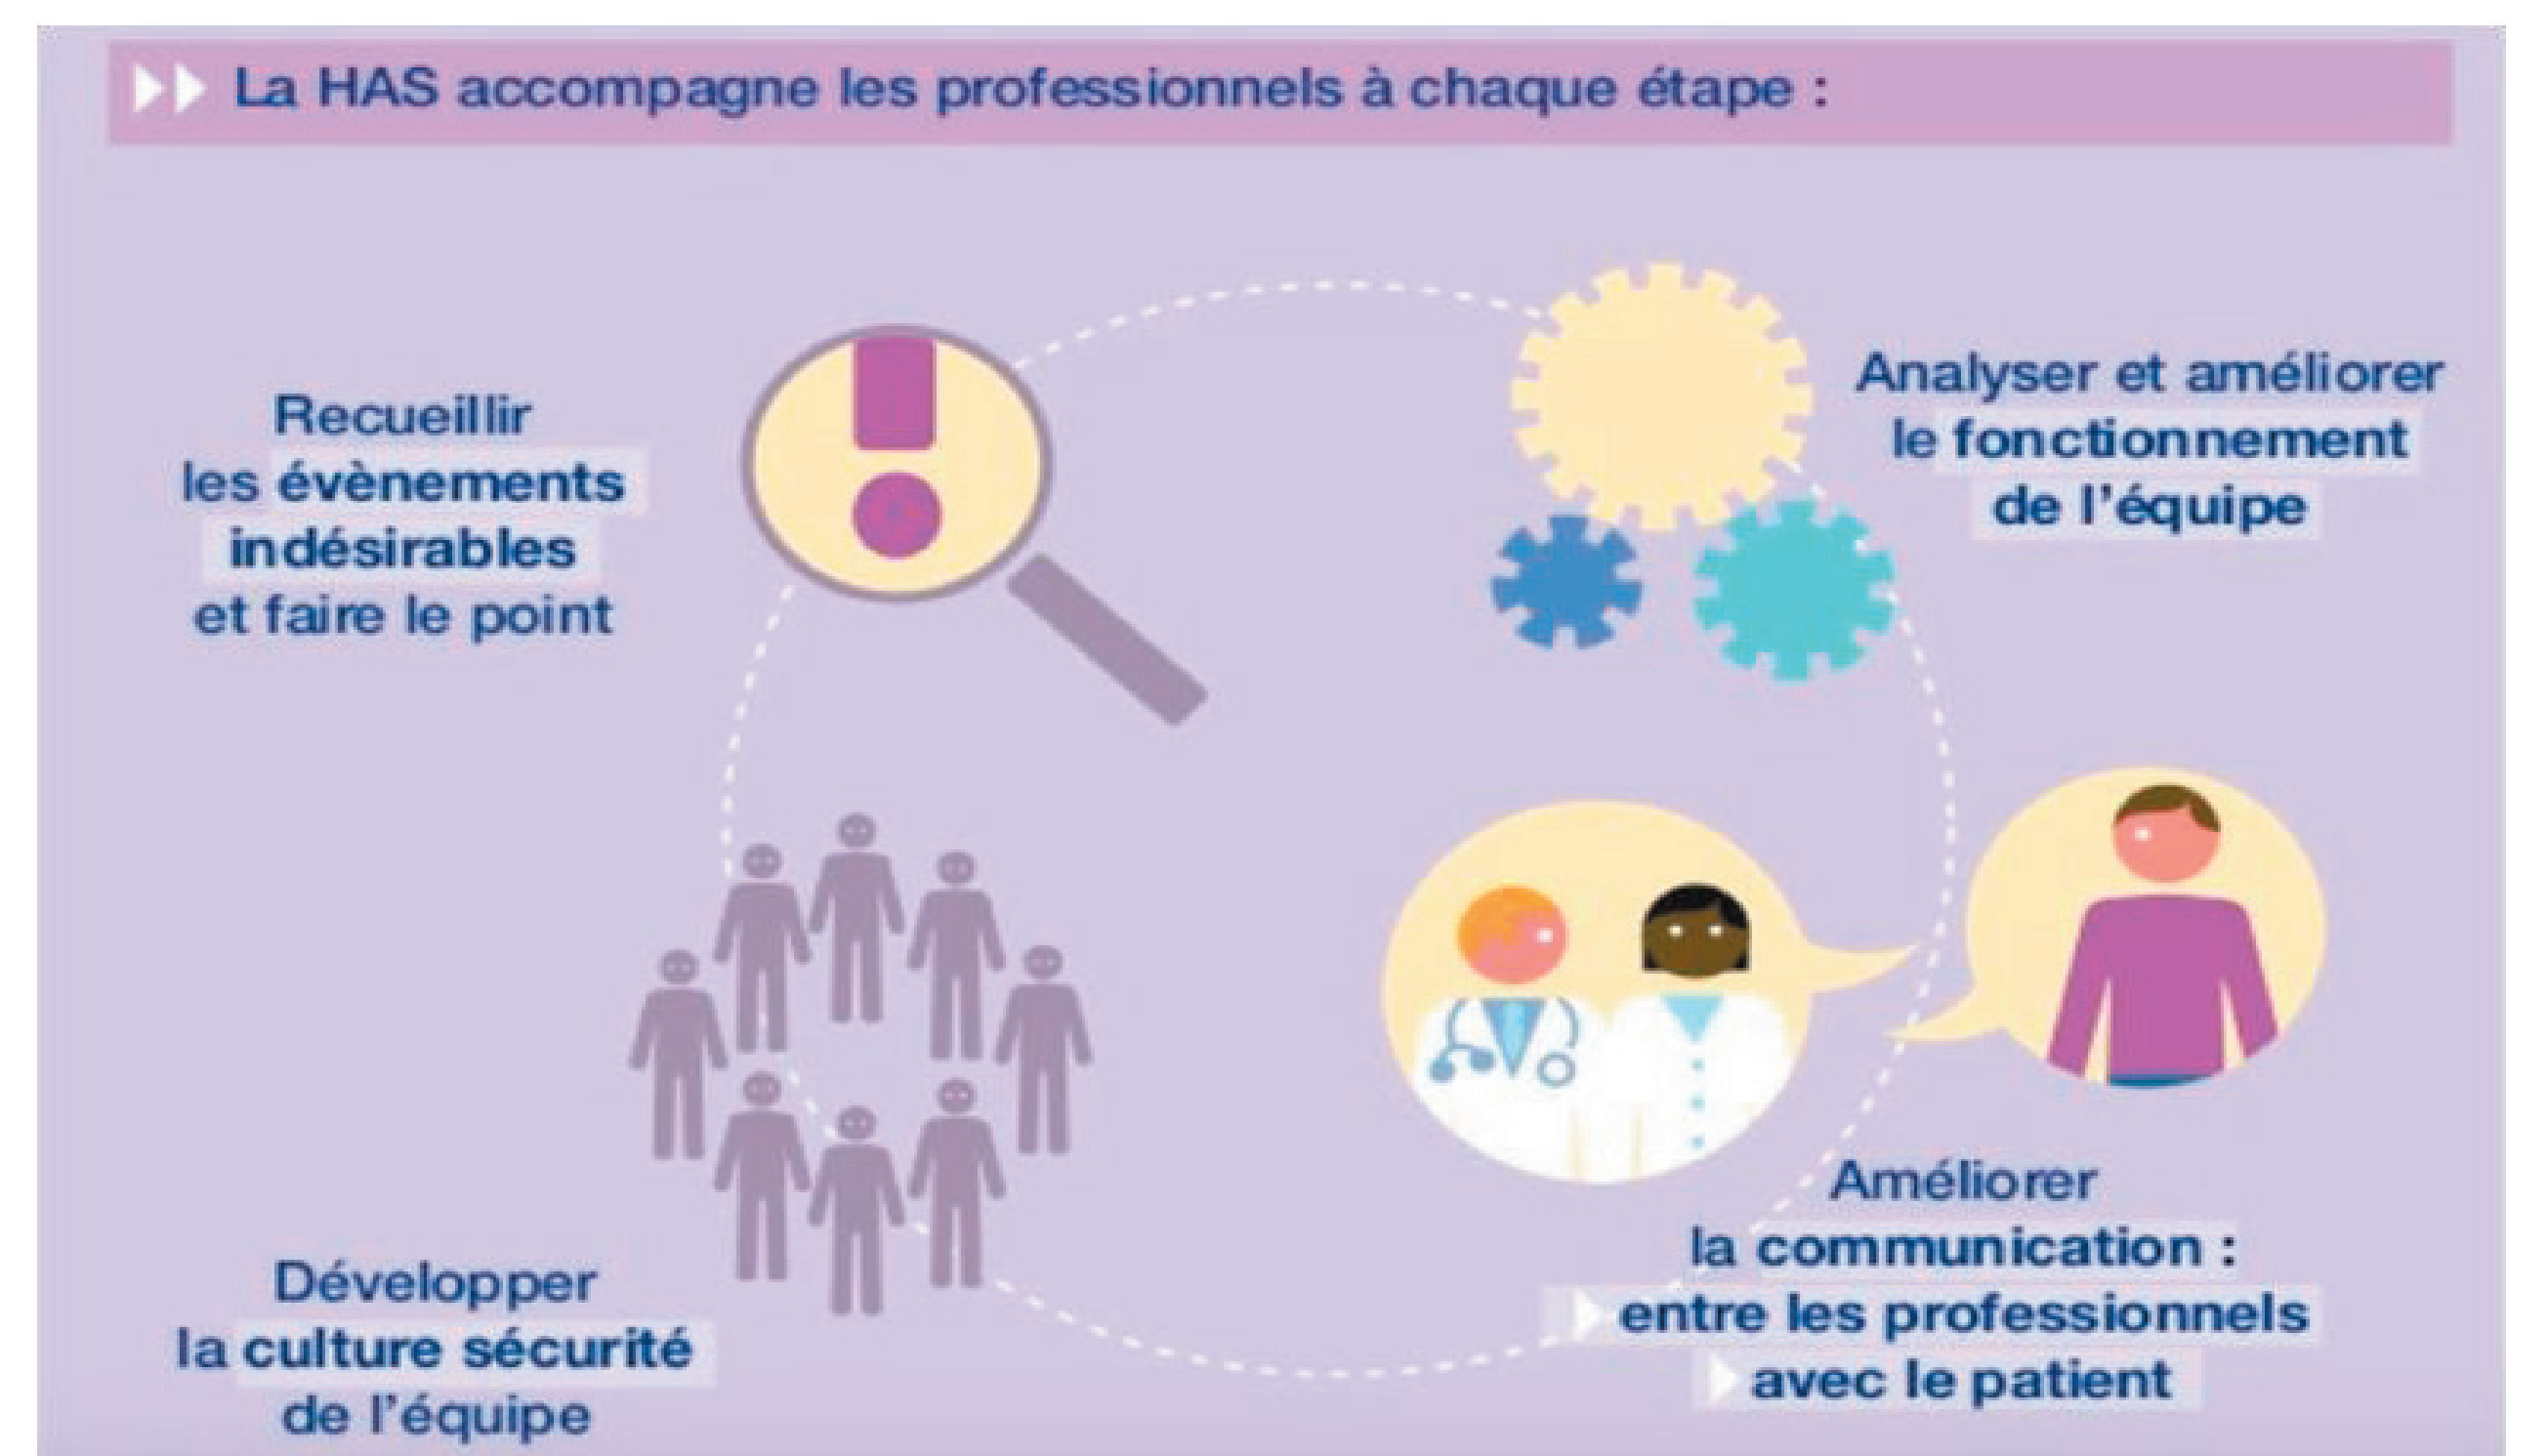 La HAS accompagne les professionnels à chaque étape :
Recueillir
les évènements
indésirables
et faire le point
Analyser et améliorer
le fonctionnement
de l'équipe
Améliorer
la communication :
entre les professionnels
avec le patient
Développer
la culture sécurité
de l'équipe